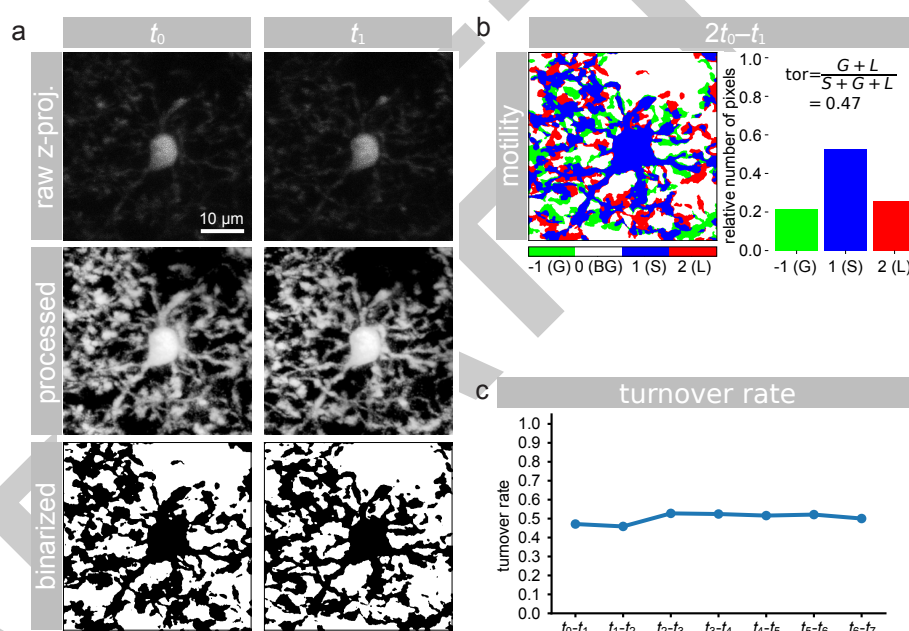 a
t₀
t₁
raw z-proj.
10 µm
processed
binarized
b
2t₀–t₁
motility
-1 (G) 0 (BG) 1 (S) 2 (L)
relative number of pixels
1.0
0.8
0.6
0.4
0.2
0.0
tor= G + L / S + G + L
= 0.47
-1 (G) 1 (S) 2 (L)
c
turnover rate
turnover rate
1.0
0.9
0.8
0.7
0.6
0.5
0.4
0.3
0.2
0.1
0.0
t₀-t₁ t₁-t₂ t₂-t₃ t₃-t₄ t₄-t₅ t₅-t₆ t₆-t₇